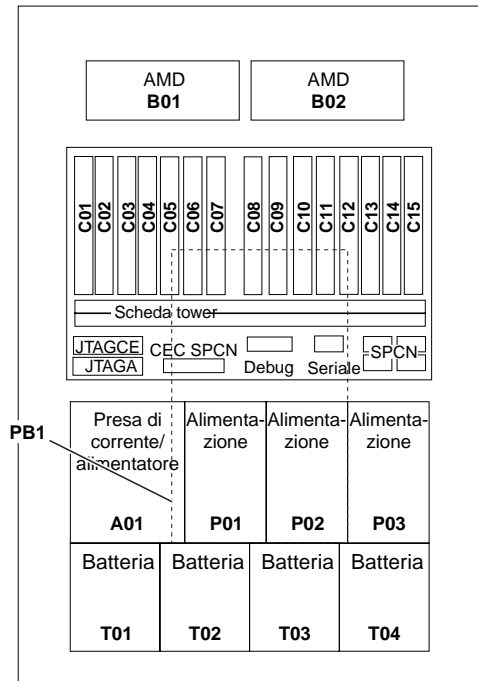 AMD
B01
AMD
B02
C01 C02 C03 C04 C05 C06 C07 C08 C09 C10 C11 C12 C13 C14 C15
Scheda tower
JTAGCE
JTAGA
CEC SPCN
Debug
Seriale
SPCN
PB1
Presa di
corrente/
alimentatore
A01
Alimenta-
zione
P01
Alimenta-
zione
P02
Alimenta-
zione
P03
Batteria
T01
Batteria
T02
Batteria
T03
Batteria
T04